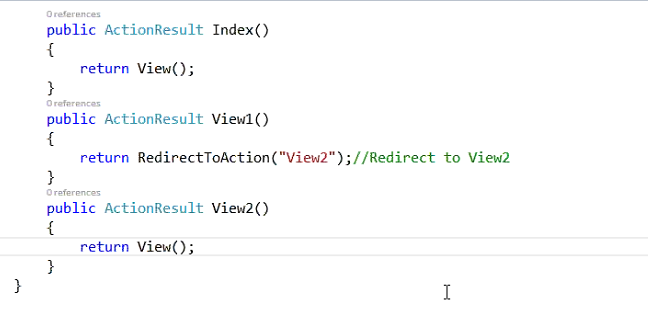 0 references
public ActionResult Index()
{
return View();
}
0 references
public ActionResult View1()
{
return RedirectToAction("View2");//Redirect to View2
}
0 references
public ActionResult View2()
{
return View();
}
}